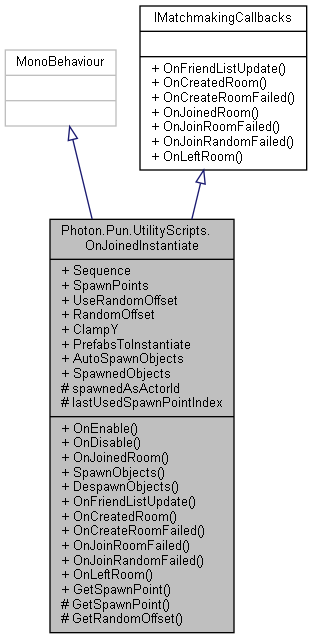 IMatchmakingCallbacks
+ OnFriendListUpdate()
+ OnCreatedRoom()
+ OnCreateRoomFailed()
+ OnJoinedRoom()
+ OnJoinRoomFailed()
+ OnJoinRandomFailed()
+ OnLeftRoom()
MonoBehaviour
Photon.Pun.UtilityScripts.
OnJoinedInstantiate
+ Sequence
+ SpawnPoints
+ UseRandomOffset
+ RandomOffset
+ ClampY
+ PrefabsToInstantiate
+ AutoSpawnObjects
+ SpawnedObjects
# spawnedAsActorId
# lastUsedSpawnPointIndex
+ OnEnable()
+ OnDisable()
+ OnJoinedRoom()
+ SpawnObjects()
+ DespawnObjects()
+ OnFriendListUpdate()
+ OnCreatedRoom()
+ OnCreateRoomFailed()
+ OnJoinRoomFailed()
+ OnJoinRandomFailed()
+ OnLeftRoom()
+ GetSpawnPoint()
# GetSpawnPoint()
# GetRandomOffset()